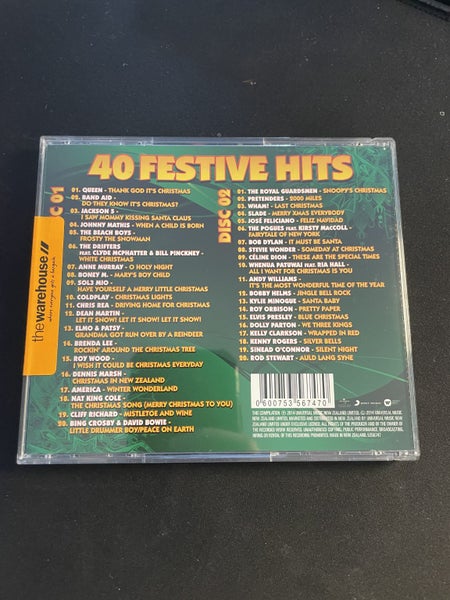 40 FESTIVE HITS
DISC 01
01. QUEEN - THANK GOD IT'S CHRISTMAS
02. BAND AID -
DO THEY KNOW IT'S CHRISTMAS?
03. JACKSON 5 -
I SAW MOMMY KISSING SANTA CLAUS
04. JOHNNY MATHIS - WHEN A CHILD IS BORN
05. THE BEACH BOYS -
FROSTY THE SNOWMAN
06. THE DRIFTERS
FEAT CLYDE MCPHATTER & BILL PINCKNEY -
WHITE CHRISTMAS
07. ANNE MURRAY - O HOLY NIGHT
08. BONEY M. - MARY'S BOY CHILD
09. SOL3 MIO -
HAVE YOURSELF A MERRY LITTLE CHRISTMAS
10. COLDPLAY - CHRISTMAS LIGHTS
11. CHRIS REA - DRIVING HOME FOR CHRISTMAS
12. DEAN MARTIN -
LET IT SNOW! LET IT SNOW! LET IT SNOW!
13. ELMO & PATSY -
GRANDMA GOT RUN OVER BY A REINDEER
14. BRENDA LEE -
ROCKIN' AROUND THE CHRISTMAS TREE
15. ROY WOOD -
I WISH IT COULD BE CHRISTMAS EVERYDAY
16. DENNIS MARSH -
CHRISTMAS IN NEW ZEALAND
17. AMERICA - WINTER WONDERLAND
18. NAT KING COLE -
THE CHRISTMAS SONG (MERRY CHRISTMAS TO YOU)
19. CLIFF RICHARD - MISTLETOE AND WINE
20. BING CROSBY & DAVID BOWIE -
LITTLE DRUMMER BOY/PEACE ON EARTH
DISC 02
01. THE ROYAL GUARDSMEN - SNOOPY'S CHRISTMAS
02. PRETENDERS - 2000 MILES
03. WHAM! - LAST CHRISTMAS
04. SLADE - MERRY XMAS EVERYBODY
05. JOSÉ FELICIANO - FELIZ NAVIDAD
06. THE POGUES FEAT KIRSTY MACCOLL -
FAIRYTALE OF NEW YORK
07. BOB DYLAN - IT MUST BE SANTA
08. STEVIE WONDER - SOMEDAY AT CHRISTMAS
09. CÉLINE DION - THESE ARE THE SPECIAL TIMES
10. WHENUA PATUWAI FEAT RIA HALL -
ALL I WANT FOR CHRISTMAS IS YOU
11. ANDY WILLIAMS -
IT'S THE MOST WONDERFUL TIME OF THE YEAR
12. BOBBY HELMS - JINGLE BELL ROCK
13. KYLIE MINOGUE - SANTA BABY
14. ROY ORBISON - PRETTY PAPER
15. ELVIS PRESLEY - BLUE CHRISTMAS
16. DOLLY PARTON - WE THREE KINGS
17. KELLY CLARKSON - WRAPPED IN RED
18. KENNY ROGERS - SILVER BELLS
19. SINEAD O'CONNOR - SILENT NIGHT
20. ROD STEWART - AULD LANG SYNE
thewarehouse
0 600753 567470